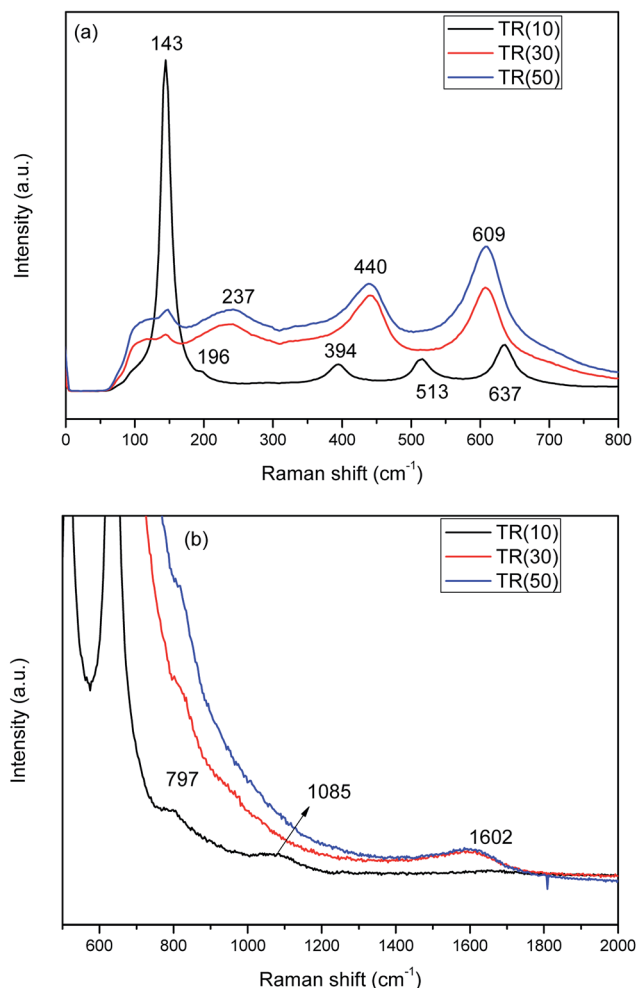 (a)
143
TR(10)
TR(30)
TR(50)
237
196
394
440
513
609
637
Intensity (a.u.)
0 100 200 300 400 500 600 700 800
Raman shift (cm⁻¹)
(b)
TR(10)
TR(30)
TR(50)
797
1085
1602
Intensity (a.u.)
600 800 1000 1200 1400 1600 1800 2000
Raman shift (cm⁻¹)